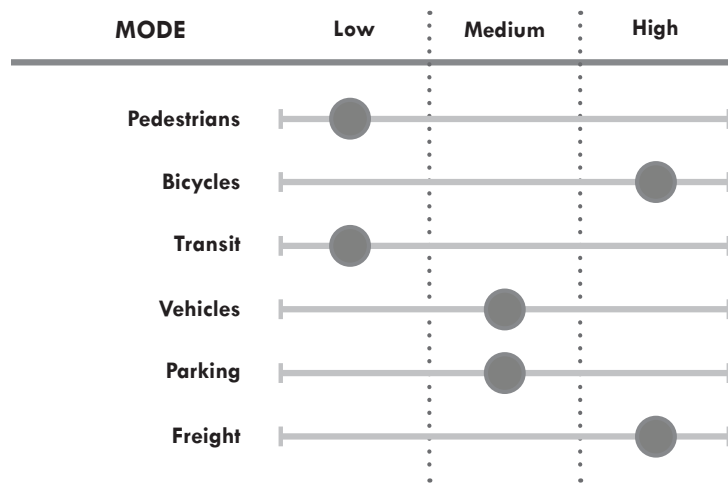 MODE Low Medium High
Pedestrians
Bicycles
Transit
Vehicles
Parking
Freight